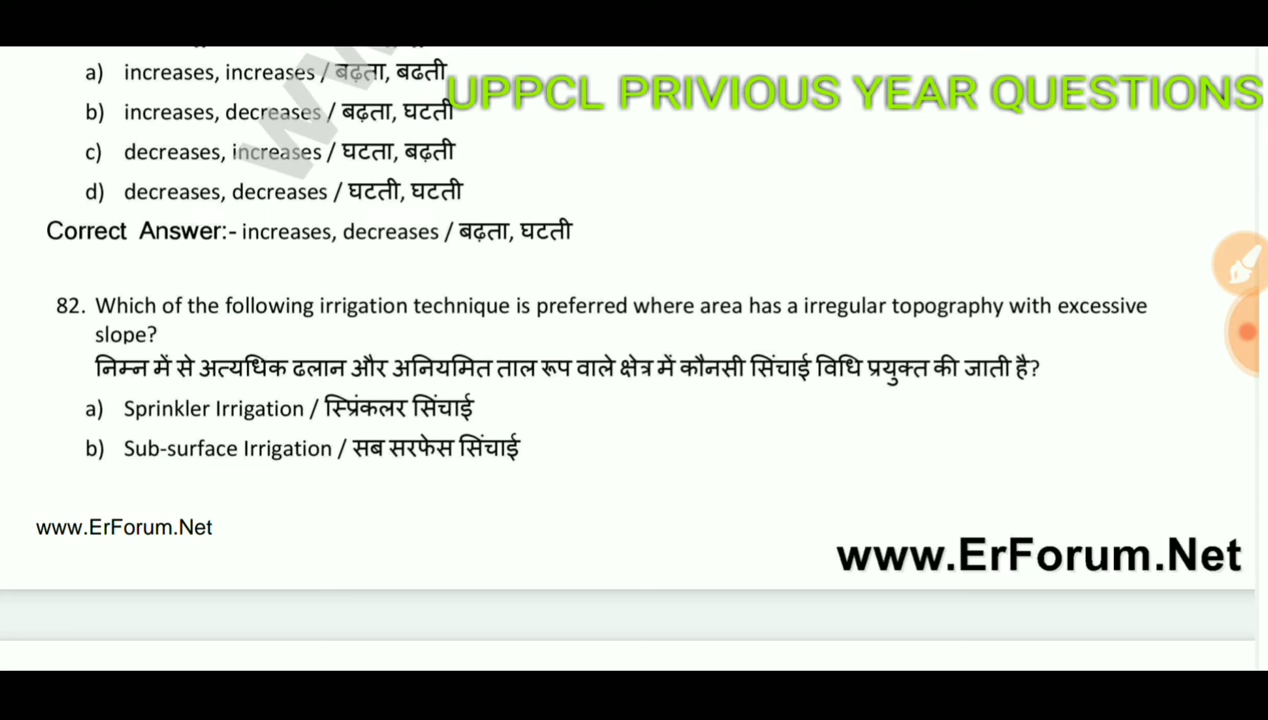 a) increases, increases / बढ़ता, बढती
UPPCL PRIVIOUS YEAR QUESTIONS
b) increases, decreases / बढ़ता, घटती
c) decreases, increases / घटता, बढ़ती
d) decreases, decreases / घटती, घटती
Correct Answer:- increases, decreases / बढ़ता, घटती
82. Which of the following irrigation technique is preferred where area has a irregular topography with excessive
slope?
निम्न में से अत्यधिक ढलान और अनियमित ताल रूप वाले क्षेत्र में कौनसी सिंचाई विधि प्रयुक्त की जाती है?
a) Sprinkler Irrigation / स्प्रिंकलर सिंचाई
b) Sub-surface Irrigation / सब सरफेस सिंचाई
www.ErForum.Net
www.ErForum.Net